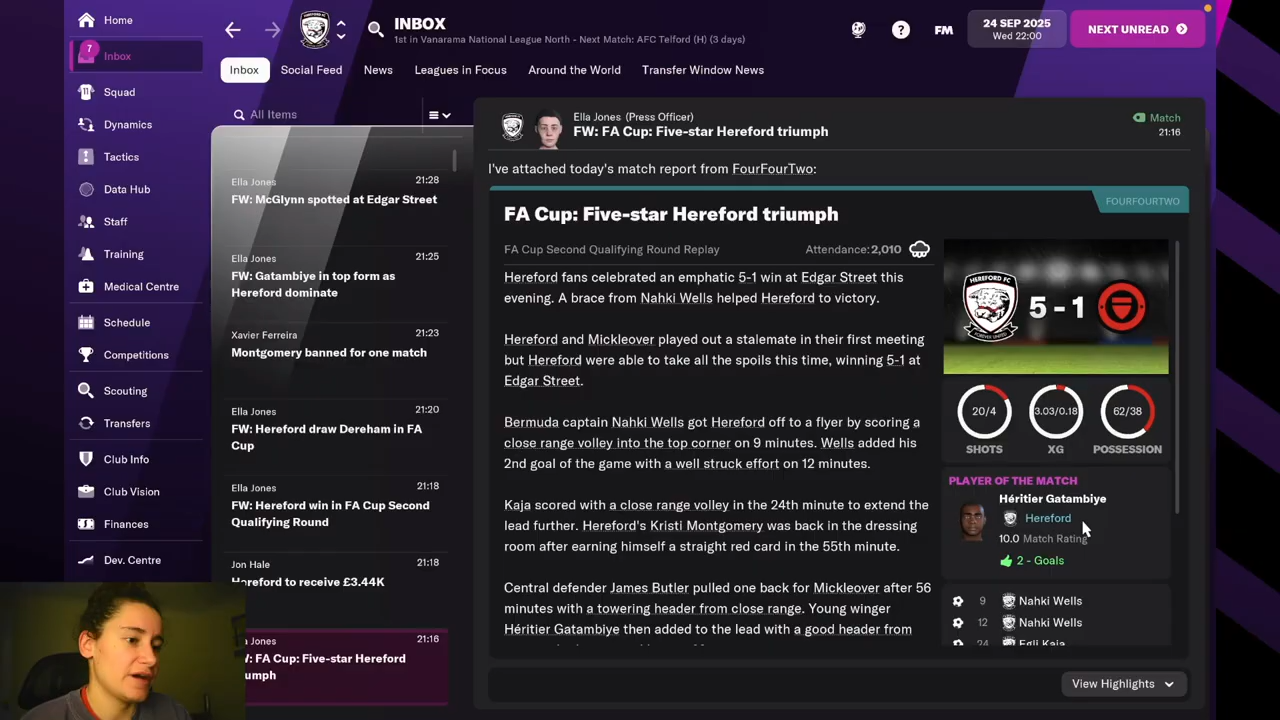 Home
7
Inbox
Squad
Dynamics
Tactics
Data Hub
Staff
Training
Medical Centre
Schedule
Competitions
Scouting
Transfers
Club Info
Club Vision
Finances
Dev. Centre
INBOX
1st in Vanarama National League North - Next Match: AFC Telford (H) (3 days)
?
FM
24 SEP 2025
Wed 22:00
NEXT UNREAD
Inbox
Social Feed
News
Leagues in Focus
Around the World
Transfer Window News
All Items
Ella Jones 21:28
FW: McGlynn spotted at Edgar Street
Ella Jones 21:25
FW: Gatambiye in top form as
Hereford dominate
Xavier Ferreira 21:23
Montgomery banned for one match
Ella Jones 21:20
FW: Hereford draw Dereham in FA
Cup
Ella Jones 21:18
FW: Hereford win in FA Cup Second
Qualifying Round
Jon Hale 21:18
Hereford to receive £3.44K
Jones 21:16
FA Cup: Five-star Hereford
Ella Jones (Press Officer)
FW: FA Cup: Five-star Hereford triumph
Match
21:16
I've attached today's match report from FourFourTwo:
FOURFOURTWO
FA Cup: Five-star Hereford triumph
FA Cup Second Qualifying Round Replay
Attendance: 2,010
Hereford fans celebrated an emphatic 5-1 win at Edgar Street this
evening. A brace from Nahki Wells helped Hereford to victory.
Hereford and Mickleover played out a stalemate in their first meeting
but Hereford were able to take all the spoils this time, winning 5-1 at
Edgar Street.
Bermuda captain Nahki Wells got Hereford off to a flyer by scoring a
close range volley into the top corner on 9 minutes. Wells added his
2nd goal of the game with a well struck effort on 12 minutes.
Kaja scored with a close range volley in the 24th minute to extend the
lead further. Hereford's Kristi Montgomery was back in the dressing
room after earning himself a straight red card in the 55th minute.
Central defender James Butler pulled one back for Mickleover after 56
minutes with a towering header from close range. Young winger
Héritier Gatambiye then added to the lead with a good header from
HEREFORD FC
FOREVER UNITED
5 - 1
20/4
SHOTS
3.03/0.18
XG
62/38
POSSESSION
PLAYER OF THE MATCH
Héritier Gatambiye
Hereford
10.0 Match Rating
2 - Goals
9 Nahki Wells
12 Nahki Wells
24 Egli Kaja
View Highlights